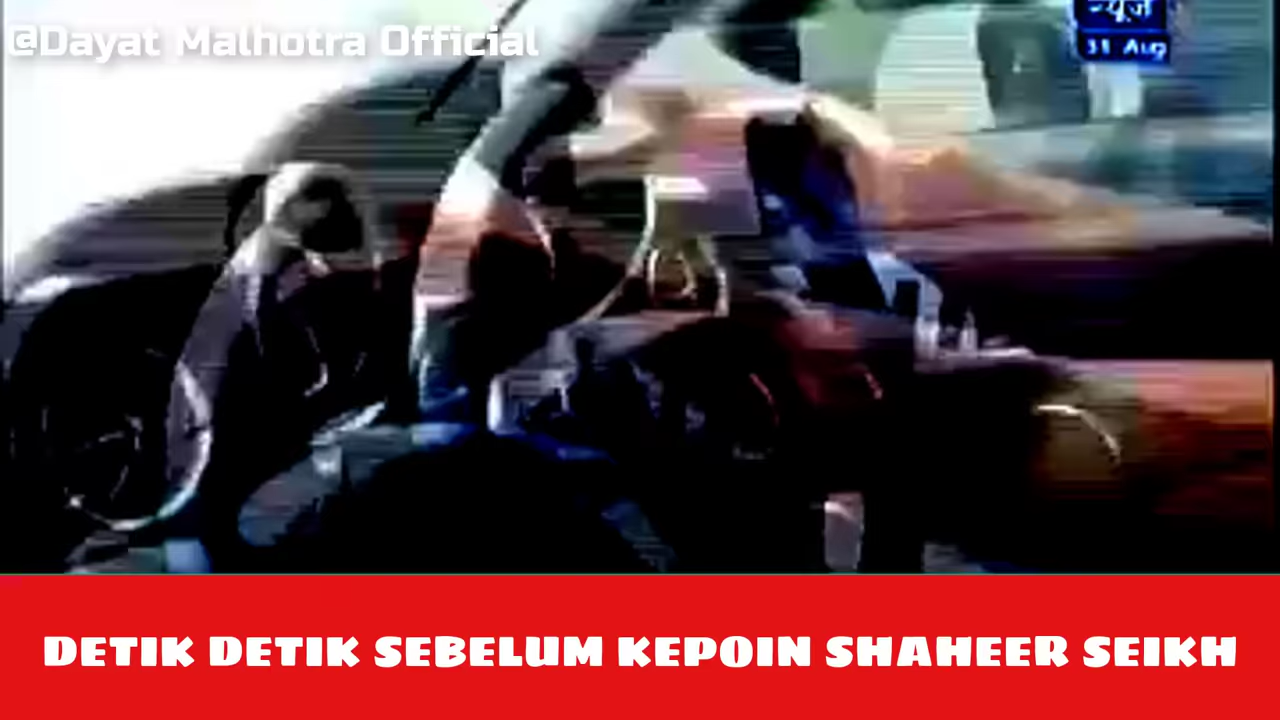 @Dayat Malhotra Official
न्यूज़
31 Aug
DETIK DETIK SEBELUM KEPOIN SHAHEER SEIKH